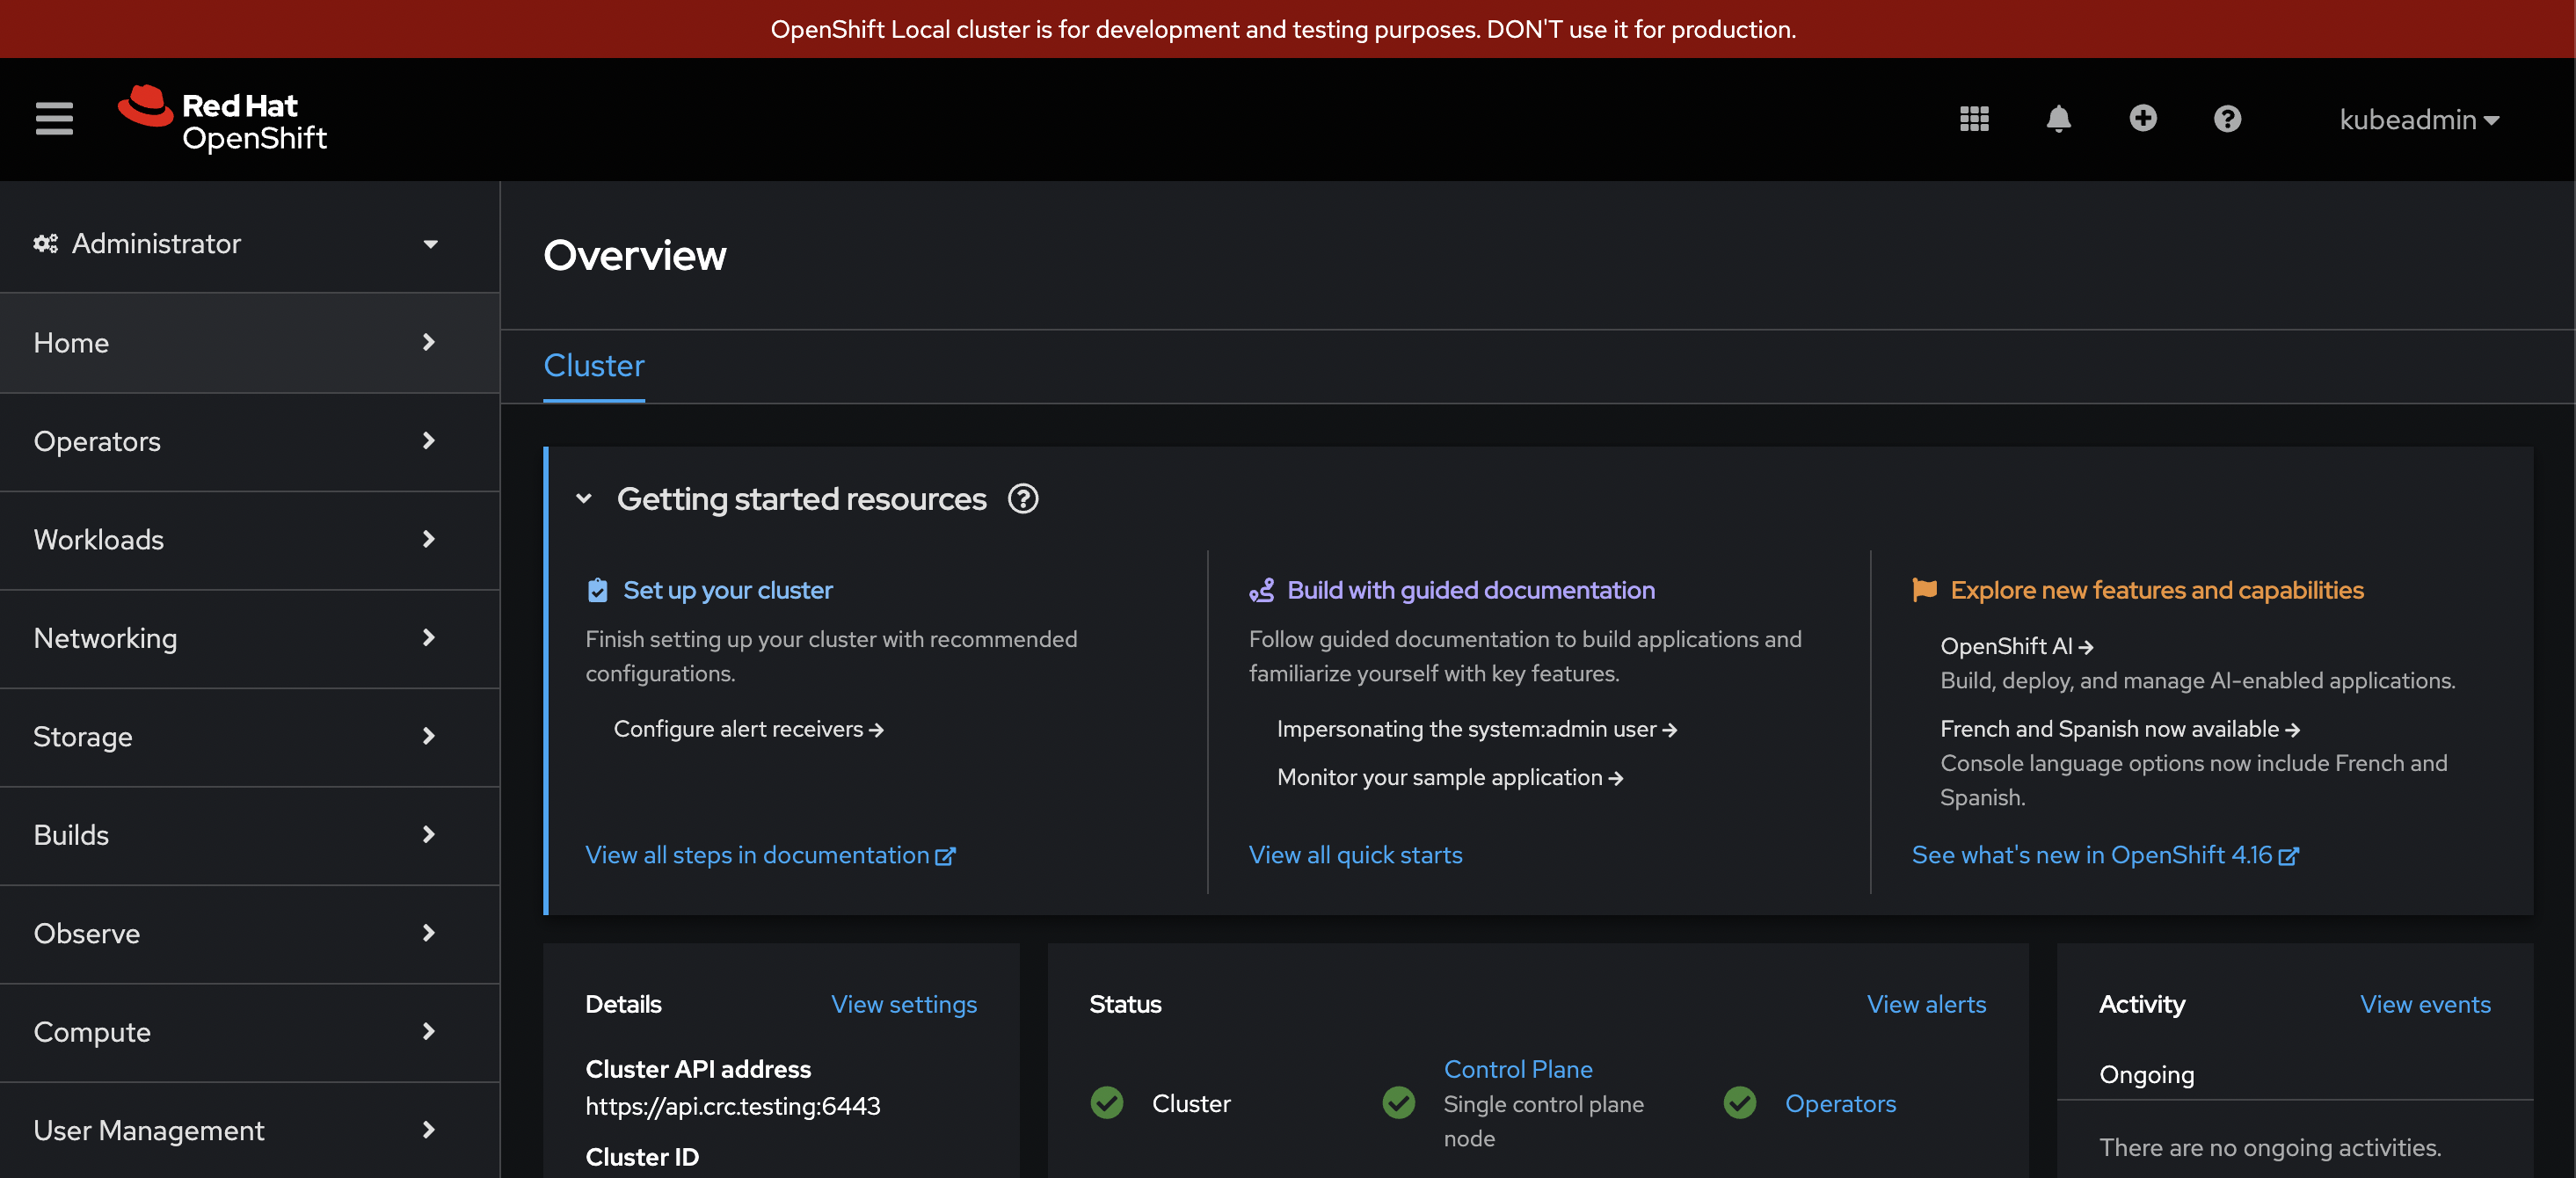 OpenShift Local cluster is for development and testing purposes. DON'T use it for production.
Red Hat
OpenShift
kubeadmin
Administrator
Home
Operators
Workloads
Networking
Storage
Builds
Observe
Compute
User Management
Overview
Cluster
Getting started resources
Set up your cluster
Finish setting up your cluster with recommended
configurations.
Configure alert receivers
View all steps in documentation
Build with guided documentation
Follow guided documentation to build applications and
familiarize yourself with key features.
Impersonating the system:admin user
Monitor your sample application
View all quick starts
Explore new features and capabilities
OpenShift AI
Build, deploy, and manage AI-enabled applications.
French and Spanish now available
Console language options now include French and
Spanish.
See what's new in OpenShift 4.16
Details
View settings
Cluster API address
https://api.crc.testing:6443
Cluster ID
Status
View alerts
Cluster
Control Plane
Single control plane
node
Operators
Activity
View events
Ongoing
There are no ongoing activities.